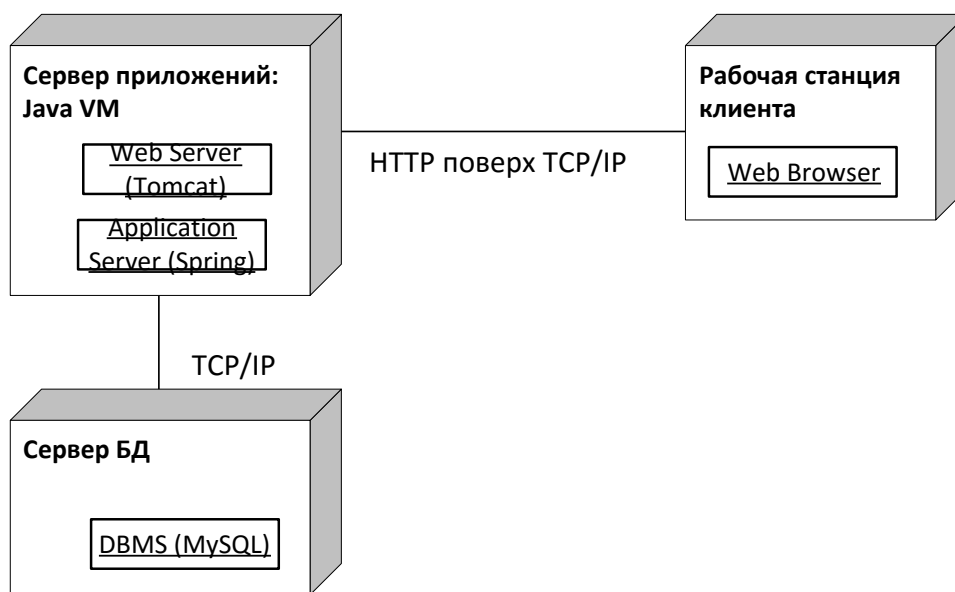 Сервер приложений:
Java VM
Web Server
(Tomcat)
Application
Server (Spring)
HTTP поверх TCP/IP
Рабочая станция
клиента
Web Browser
TCP/IP
Сервер БД
DBMS (MySQL)